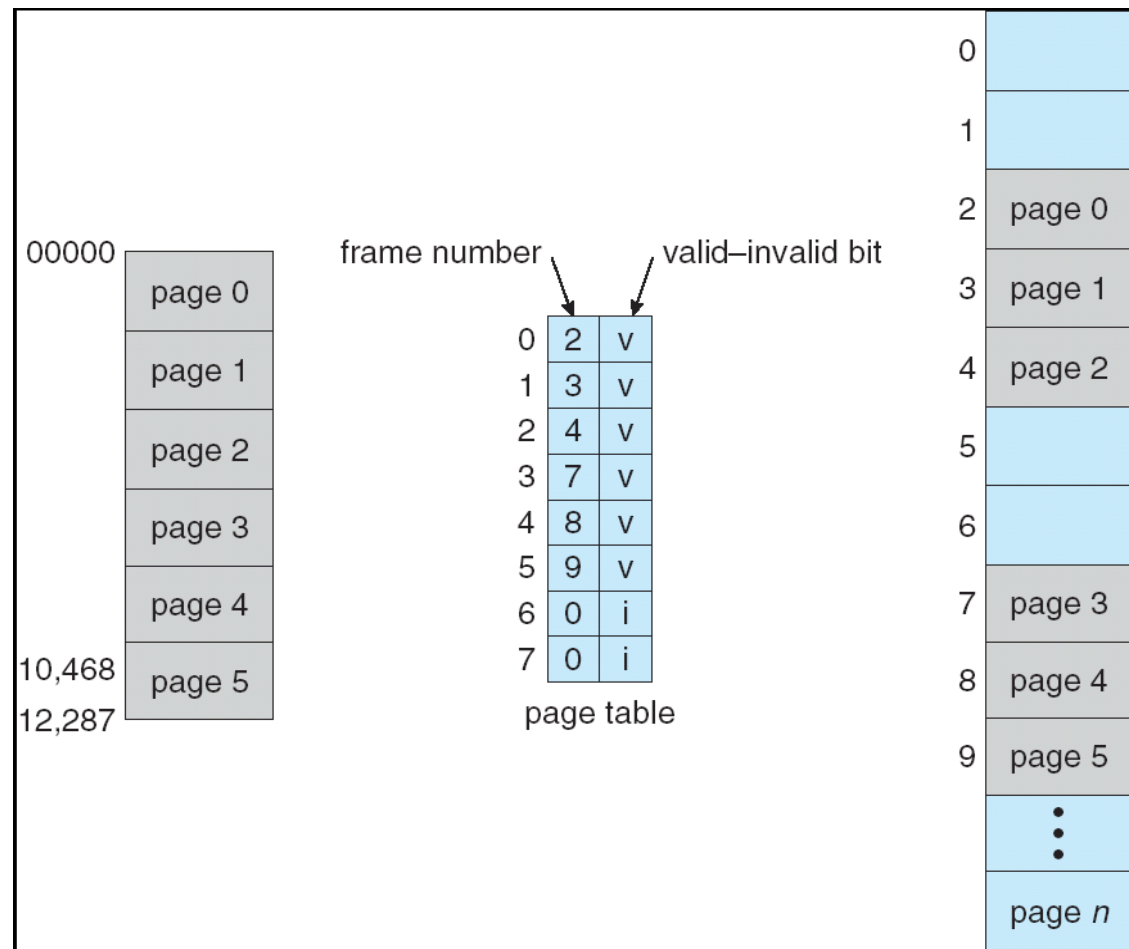 00000
page 0
page 1
page 2
page 3
page 4
10,468
page 5
12,287
frame number
valid–invalid bit
0 2 v
1 3 v
2 4 v
3 7 v
4 8 v
5 9 v
6 0 i
7 0 i
page table
0
1
2 page 0
3 page 1
4 page 2
5
6
7 page 3
8 page 4
9 page 5
page n